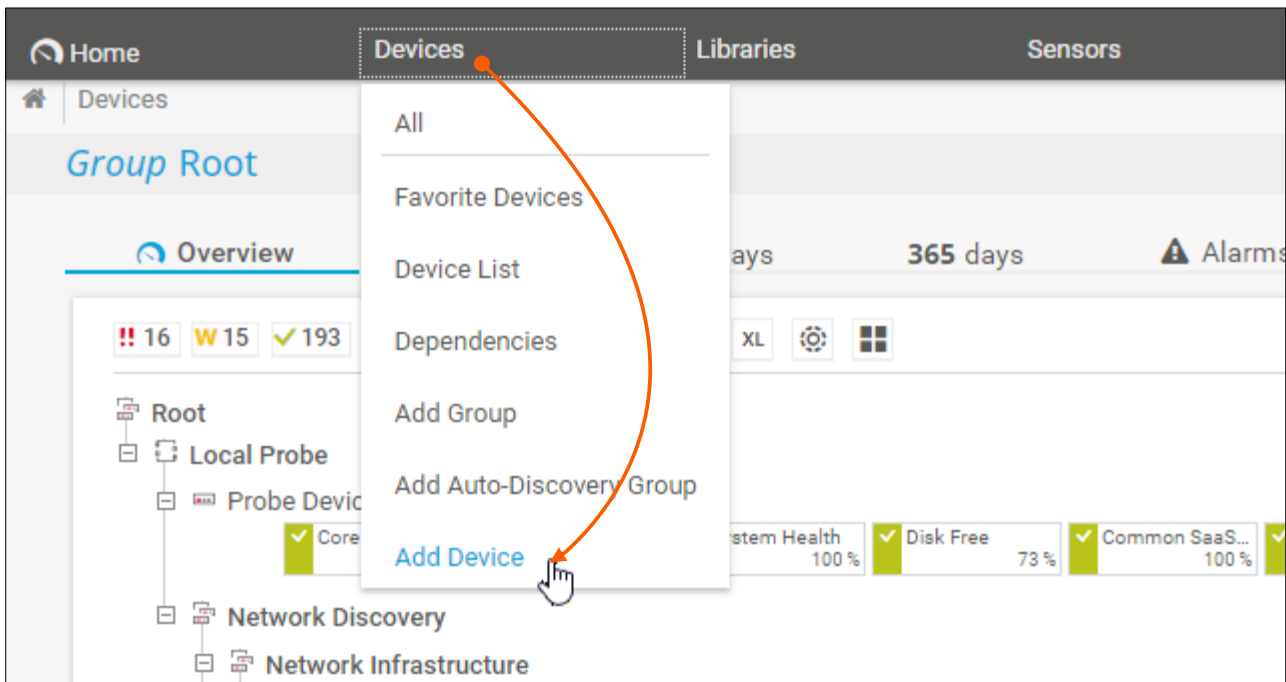 Home
Devices
Libraries
Sensors
Devices
All
Group Root
Favorite Devices
Overview
ays
365 days
Alarms
Device List
!! 16
W 15
193
Dependencies
XL
Root
Add Group
Local Probe
Add Auto-Discovery Group
Probe Devic
Core
stem Health
100 %
Disk Free
73 %
Common SaaS...
100 %
Add Device
Network Discovery
Network Infrastructure